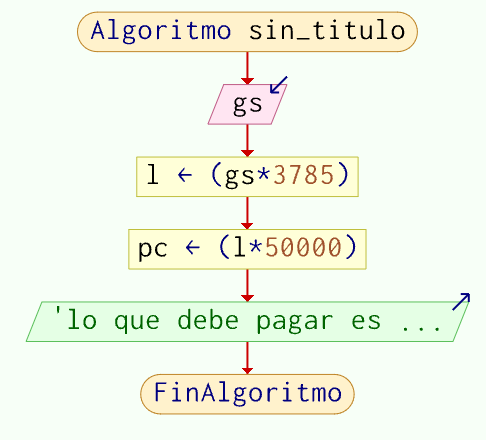 Algoritmo sin_titulo
gs
l ← (gs*3785)
pc ← (l*50000)
'lo que debe pagar es ...
FinAlgoritmo